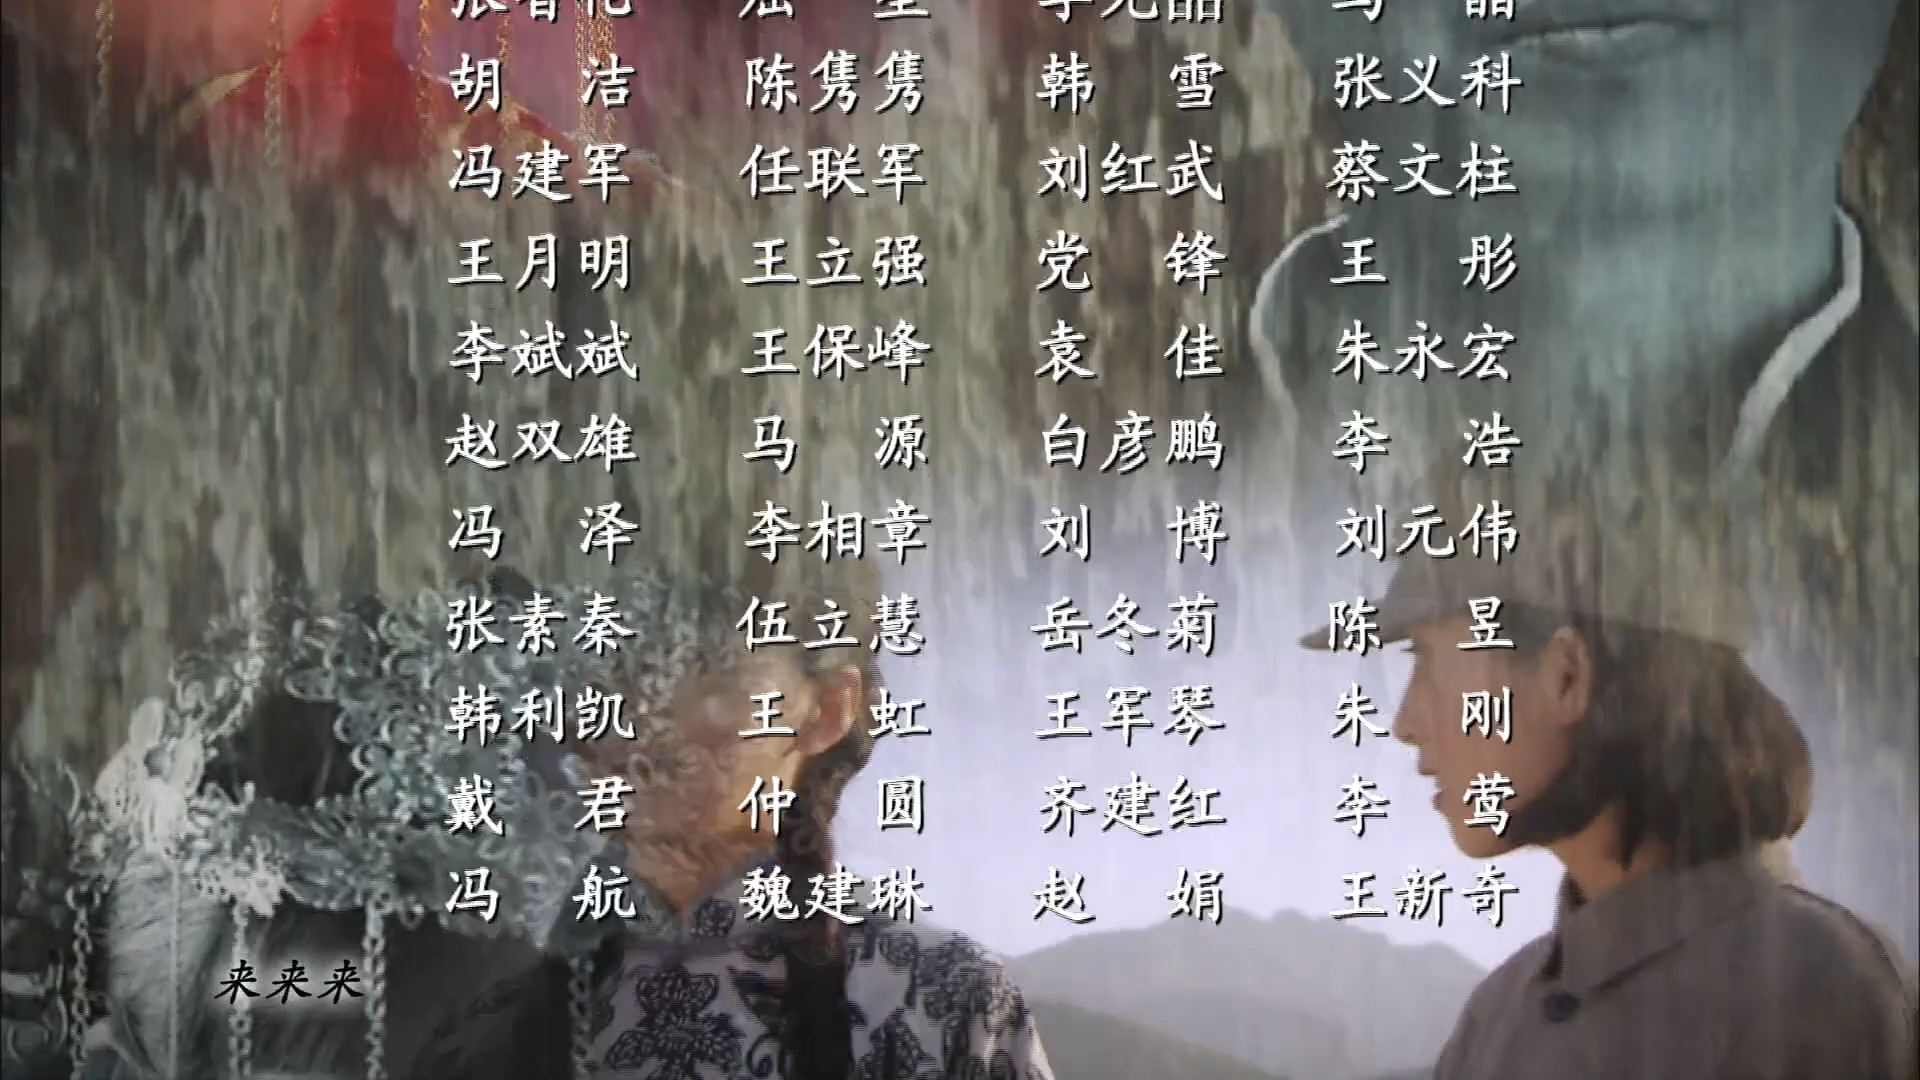 胡 洁 陈隽隽 韩 雪 张义科
冯建军 任联军 刘红武 蔡文柱
王月明 王立强 党 锋 王 彤
李斌斌 王保峰 袁 佳 朱永宏
赵双雄 马 源 白彦鹏 李 浩
冯 泽 李相章 刘 博 刘元伟
张素秦 伍立慧 岳冬菊 陈 昱
韩利凯 王 虹 王军琴 朱 刚
戴 君 仲 圆 齐建红 李 莺
冯 航 魏建琳 赵 娟 王新奇
来来来